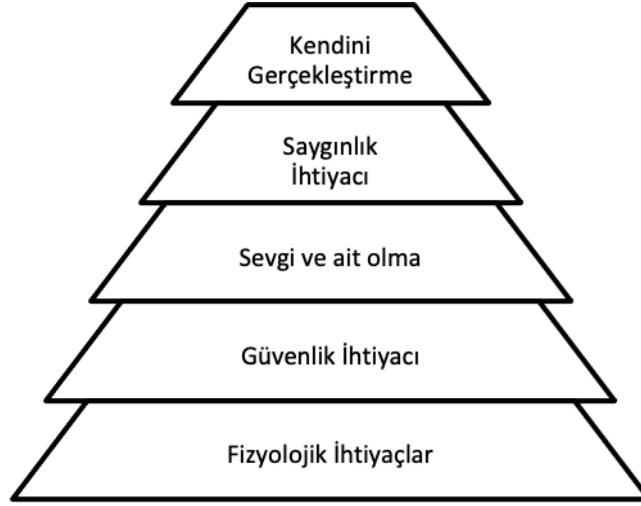 Kendini
Gerçekleştirme
Saygınlık
İhtiyacı
Sevgi ve ait olma
Güvenlik İhtiyacı
Fizyolojik İhtiyaçlar